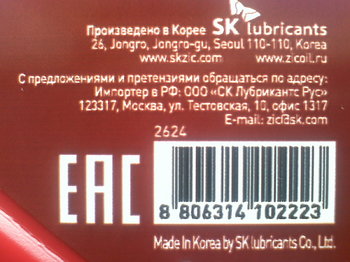 Произведено в Корее SK lubricants
26, Jongro, Jongro-gu, Seoul 110-110, Korea
www.skzic.com www.zicoil.ru
С предложениями и претензиями обращаться по адресу:
Импортер в РФ: ООО «СК Лубрикантс Рус»
123317, Москва, ул. Тестовская, 10, офис 1317
E-mail: zic@sk.com
2624
EAC
8 806314 102223
Made In Korea by SK lubricants Co., Ltd.